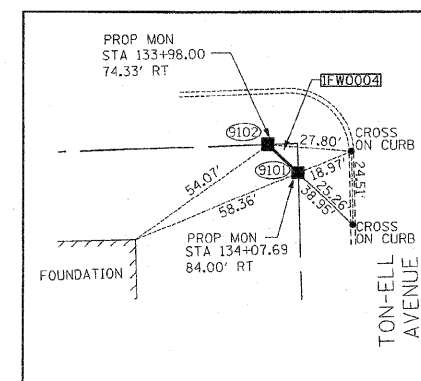 PROP MON
STA 133+98.00
74.33' RT
1FW0004
9102
27.80'
CROSS
ON CURB
54.07'
9101
18.97'
24.51'
58.36'
25.26'
38.95'
PROP MON
STA 134+07.69
84.00' RT
CROSS
ON CURB
FOUNDATION
TON-ELL
AVENUE